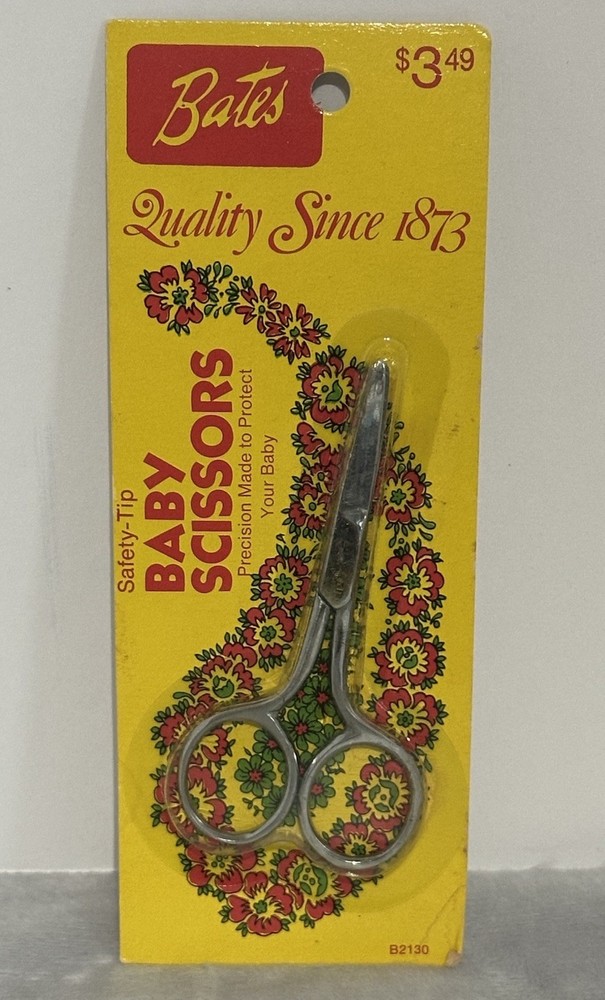 Bates
$3.49
Quality Since 1873
Safety-Tip
BABY
SCISSORS
Precision Made to Protect
Your Baby
B2130